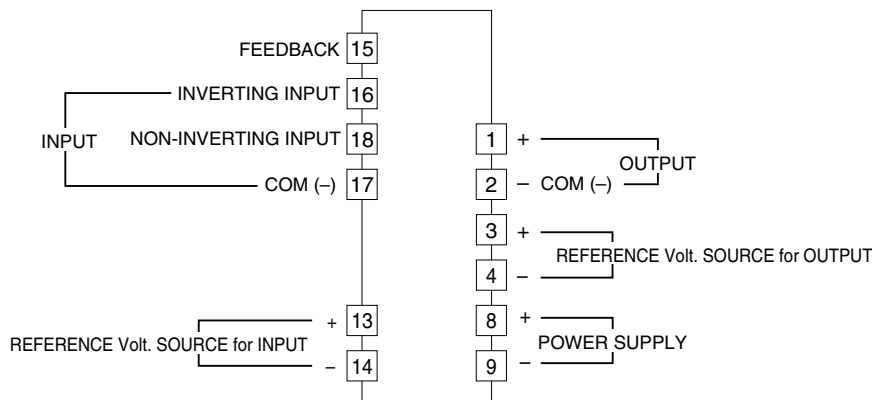 FEEDBACK 15
INVERTING INPUT 16
INPUT
NON-INVERTING INPUT 18
COM (–) 17
REFERENCE Volt. SOURCE for INPUT
+ 13
– 14
1 +
OUTPUT
2 – COM (–)
3 +
REFERENCE Volt. SOURCE for OUTPUT
4 –
8 +
POWER SUPPLY
9 –